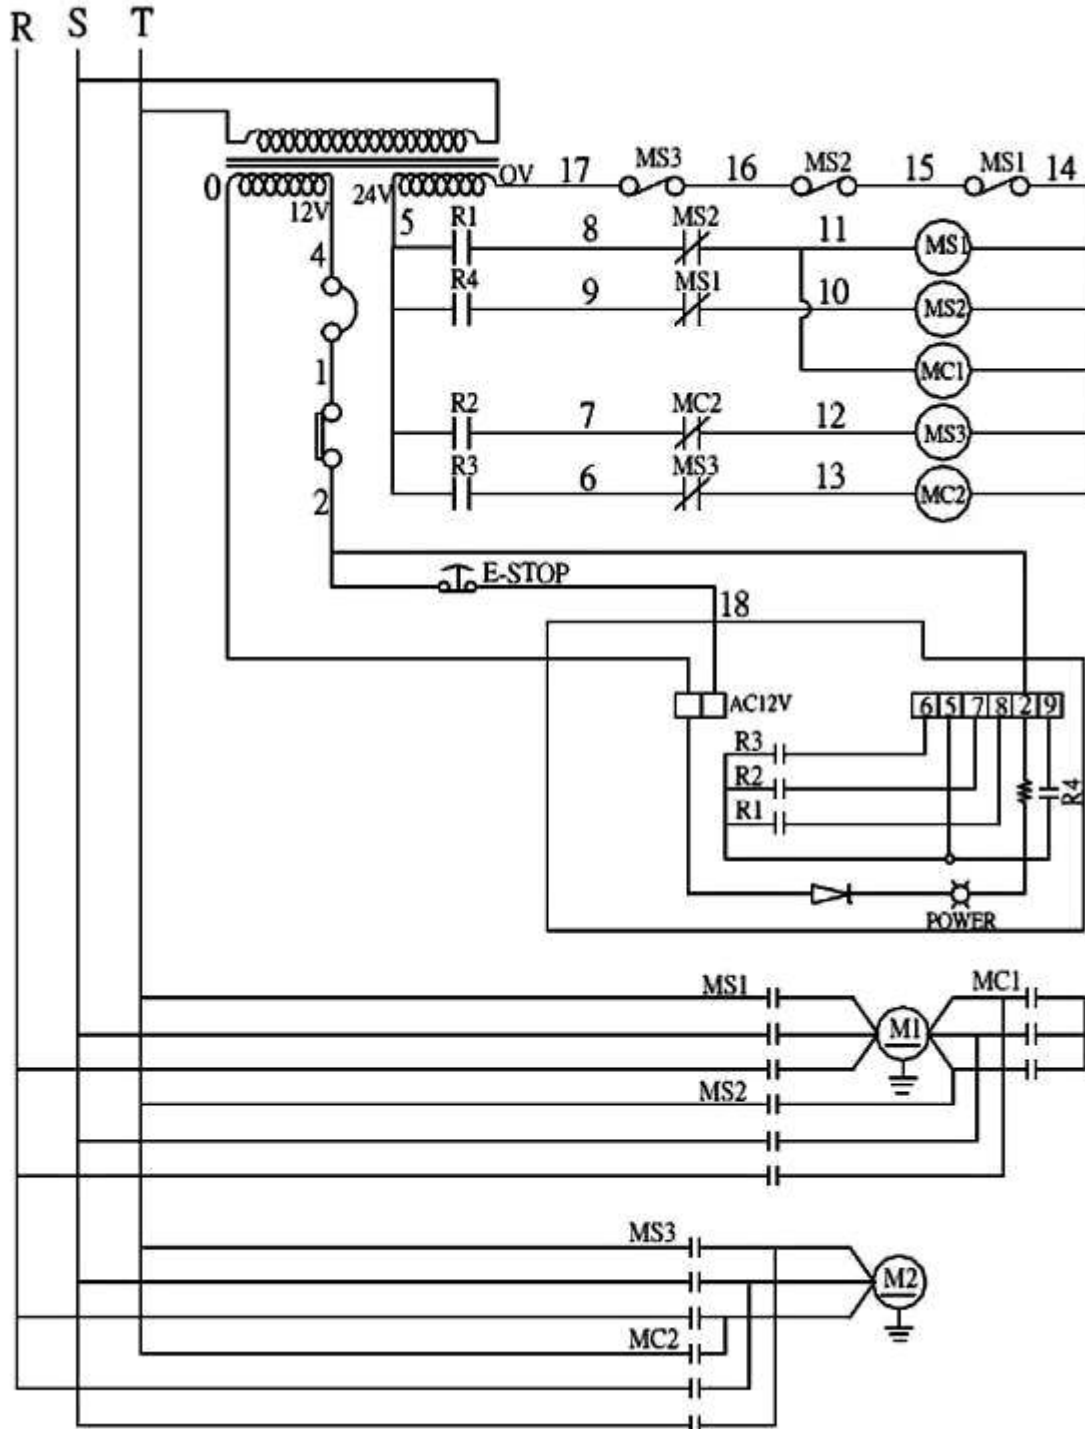 R S T
0V 17 MS3 16 MS2 15 MS1 14
0 12V 24V
4 5 R1 8 MS2 11 MS1
R4 9 MS1 10 MS2
1 MC1
R2 7 MC2 12 MS3
2 R3 6 MS3 13 MC2
E-STOP
18
AC12V 6 5 7 8 2 9
R3
R2 R4
R1
POWER
MS1 MC1
M1
MS2
MS3
M2
MC2